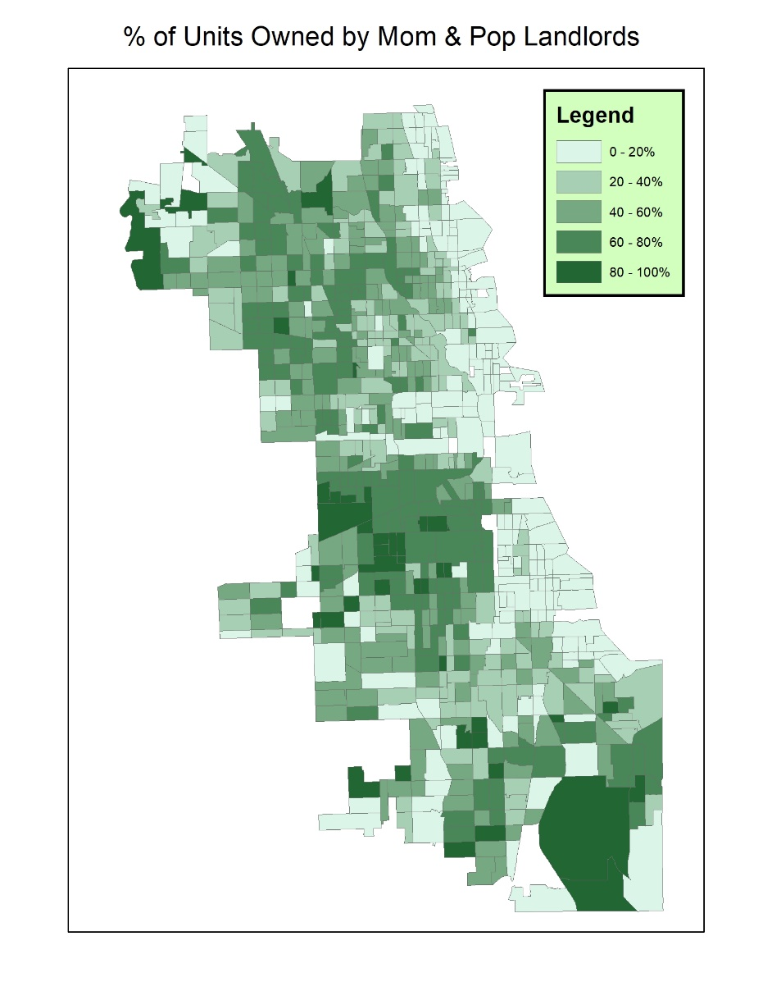 % of Units Owned by Mom & Pop Landlords
Legend
0 - 20%
20 - 40%
40 - 60%
60 - 80%
80 - 100%